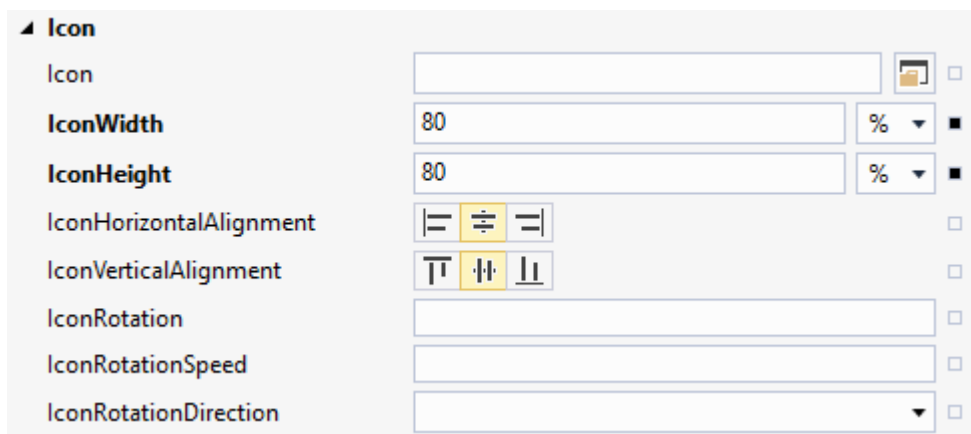 Icon
Icon
IconWidth 80 %
IconHeight 80 %
IconHorizontalAlignment
IconVerticalAlignment
IconRotation
IconRotationSpeed
IconRotationDirection